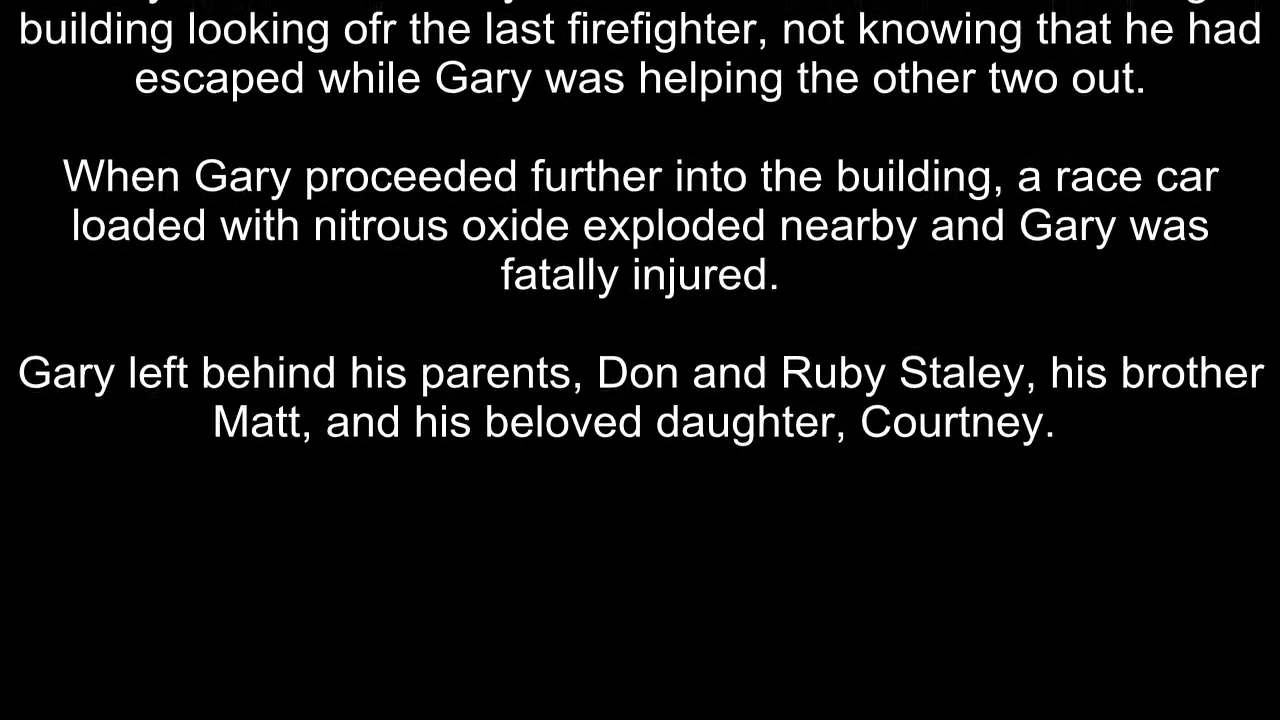 building looking ofr the last firefighter, not knowing that he had
escaped while Gary was helping the other two out.
When Gary proceeded further into the building, a race car
loaded with nitrous oxide exploded nearby and Gary was
fatally injured.
Gary left behind his parents, Don and Ruby Staley, his brother
Matt, and his beloved daughter, Courtney.